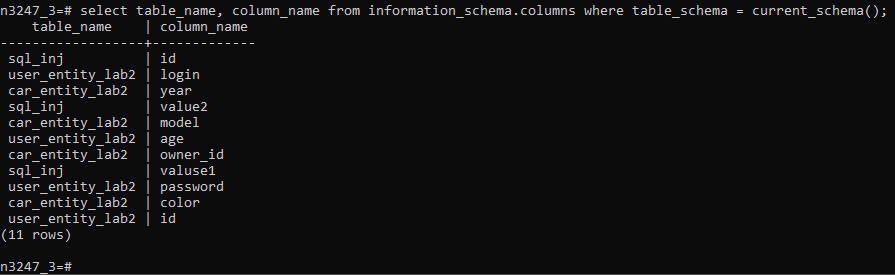 n3247_3=# select table_name, column_name from information_schema.columns where table_schema = current_schema();
    table_name    | column_name
------------------+-------------
 sql_inj          | id
 user_entity_lab2 | login
 car_entity_lab2  | year
 sql_inj          | value2
 car_entity_lab2  | model
 user_entity_lab2 | age
 car_entity_lab2  | owner_id
 sql_inj          | valuse1
 user_entity_lab2 | password
 car_entity_lab2  | color
 user_entity_lab2 | id
(11 rows)

n3247_3=#